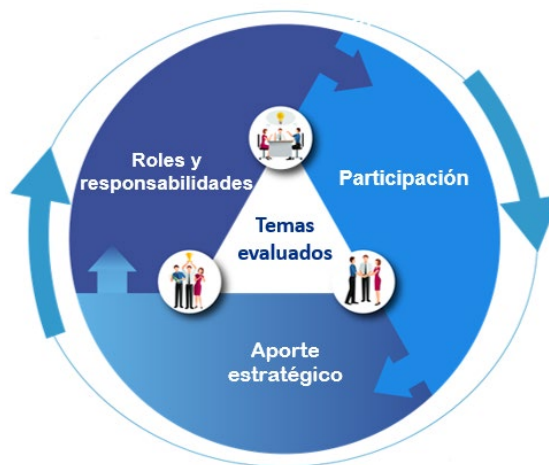 Roles y
responsabilidades
Participación
Temas
evaluados
Aporte
estratégico